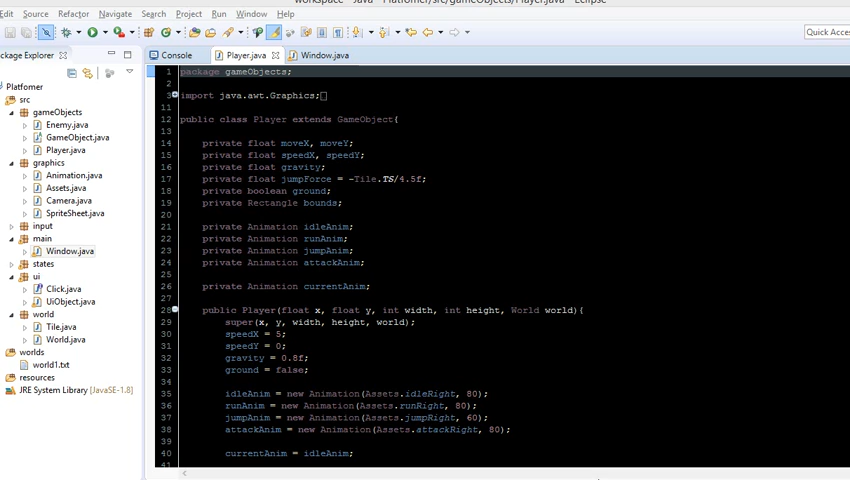 workspace - Java - Platfomer/src/gameObjects/Player.java - Eclipse
Edit Source Refactor Navigate Search Project Run Window Help
Quick Acces
Package Explorer
Console Player.java Window.java
Platfomer
src
gameObjects
Enemy.java
GameObject.java
Player.java
graphics
Animation.java
Assets.java
Camera.java
SpriteSheet.java
input
main
Window.java
states
ui
Click.java
UiObject.java
world
Tile.java
World.java
worlds
world1.txt
resources
JRE System Library [JavaSE-1.8]
1 package gameObjects;
2
3 import java.awt.Graphics;
11
12 public class Player extends GameObject{
13
14 private float moveX, moveY;
15 private float speedX, speedY;
16 private float gravity;
17 private float jumpForce = -Tile.TS/4.5f;
18 private boolean ground;
19 private Rectangle bounds;
20
21 private Animation idleAnim;
22 private Animation runAnim;
23 private Animation jumpAnim;
24 private Animation attackAnim;
25
26 private Animation currentAnim;
27
28 public Player(float x, float y, int width, int height, World world){
29 super(x, y, width, height, world);
30 speedX = 5;
31 speedY = 0;
32 gravity = 0.8f;
33 ground = false;
34
35 idleAnim = new Animation(Assets.idleRight, 80);
36 runAnim = new Animation(Assets.runRight, 80);
37 jumpAnim = new Animation(Assets.jumpRight, 60);
38 attackAnim = new Animation(Assets.attackRight, 80);
39
40 currentAnim = idleAnim;
41